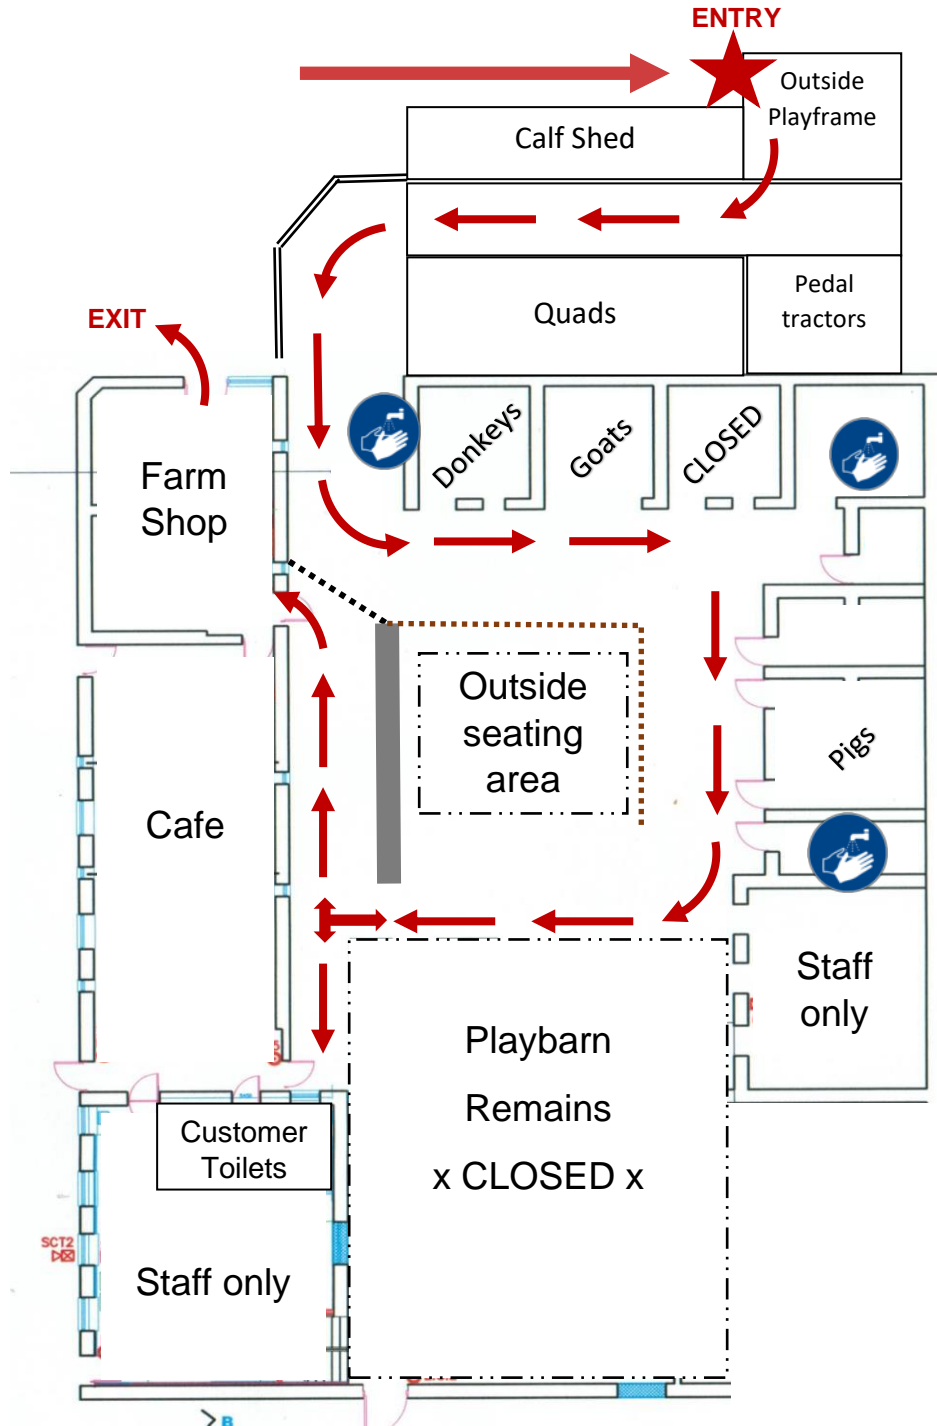 ENTRY
Outside
Playframe
Calf Shed
Pedal
tractors
Quads
EXIT
Donkeys
Goats
CLOSED
Farm
Shop
Outside
seating
area
Pigs
Cafe
Staff
only
Playbarn
Remains
x CLOSED x
Customer
Toilets
SCT2
Staff only
B